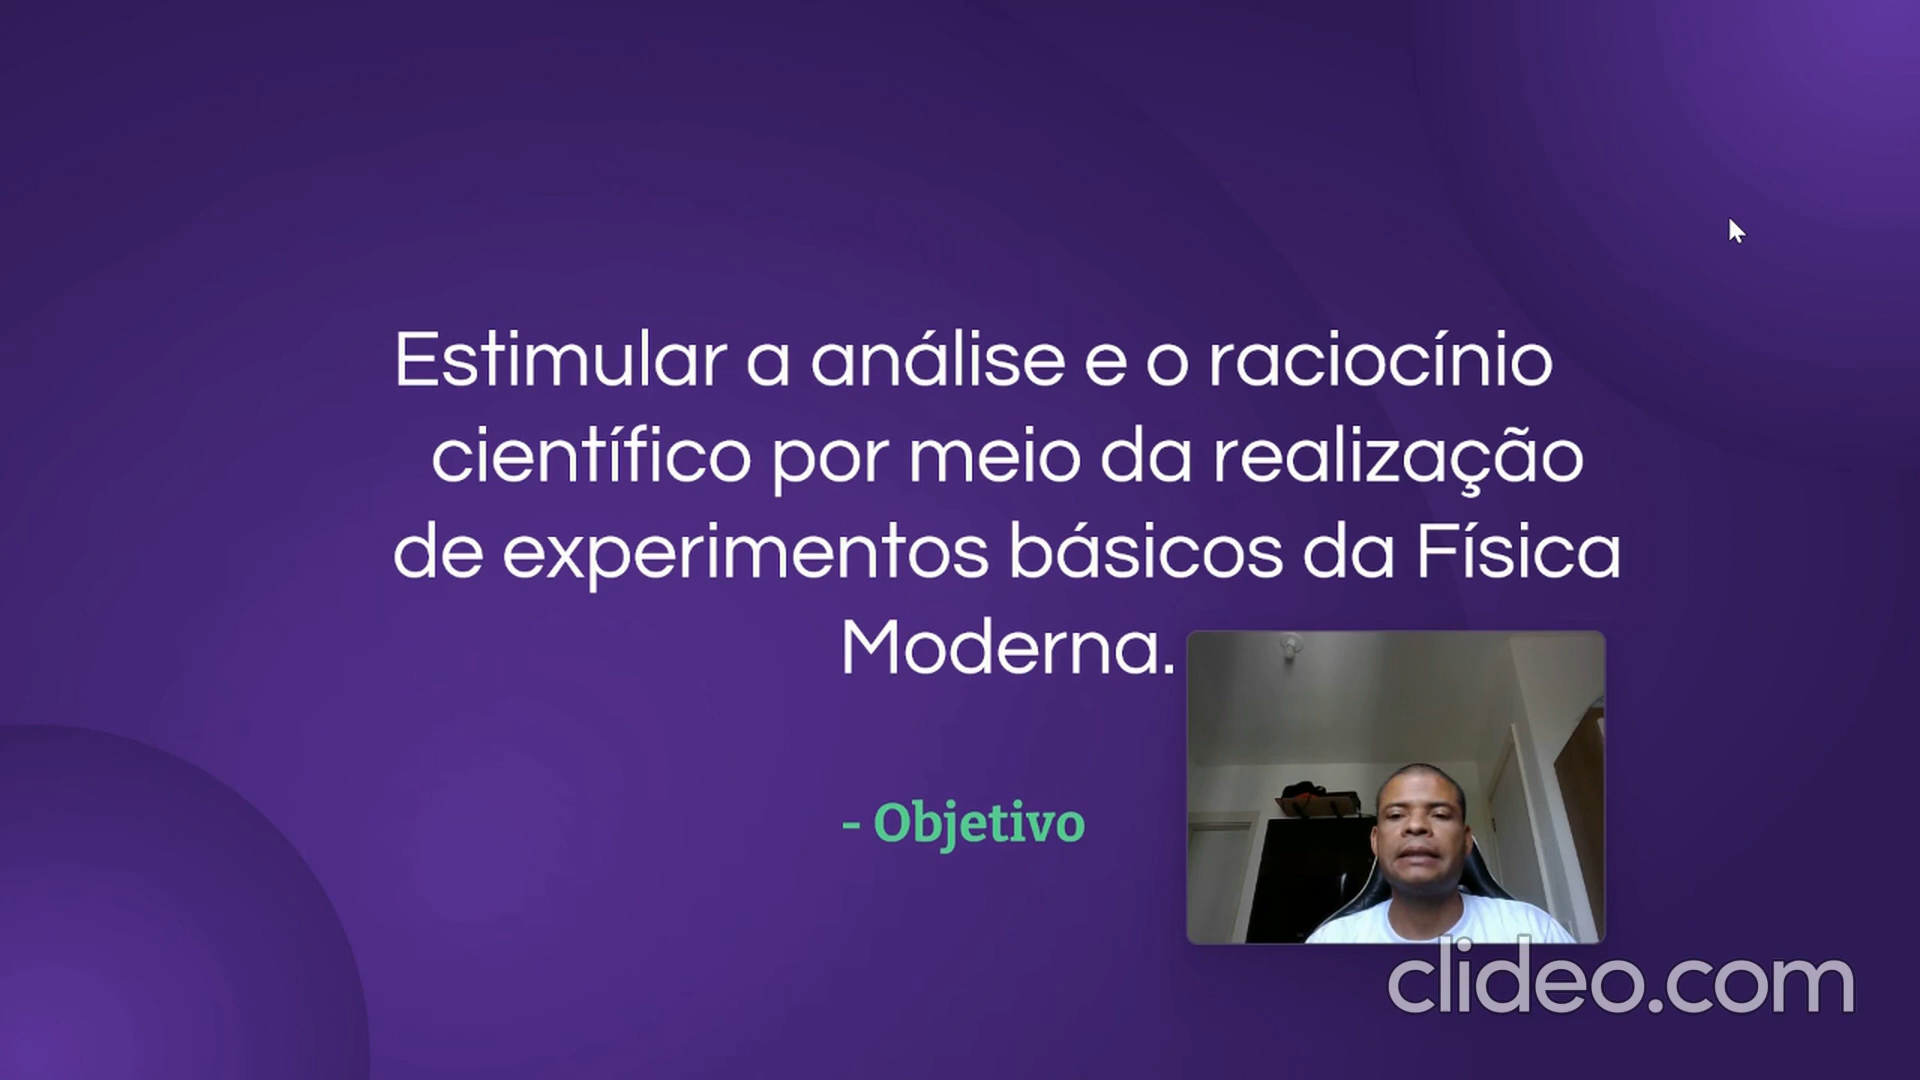 Estimular a análise e o raciocínio
científico por meio da realização
de experimentos básicos da Física
Moderna.
- Objetivo
clideo.com